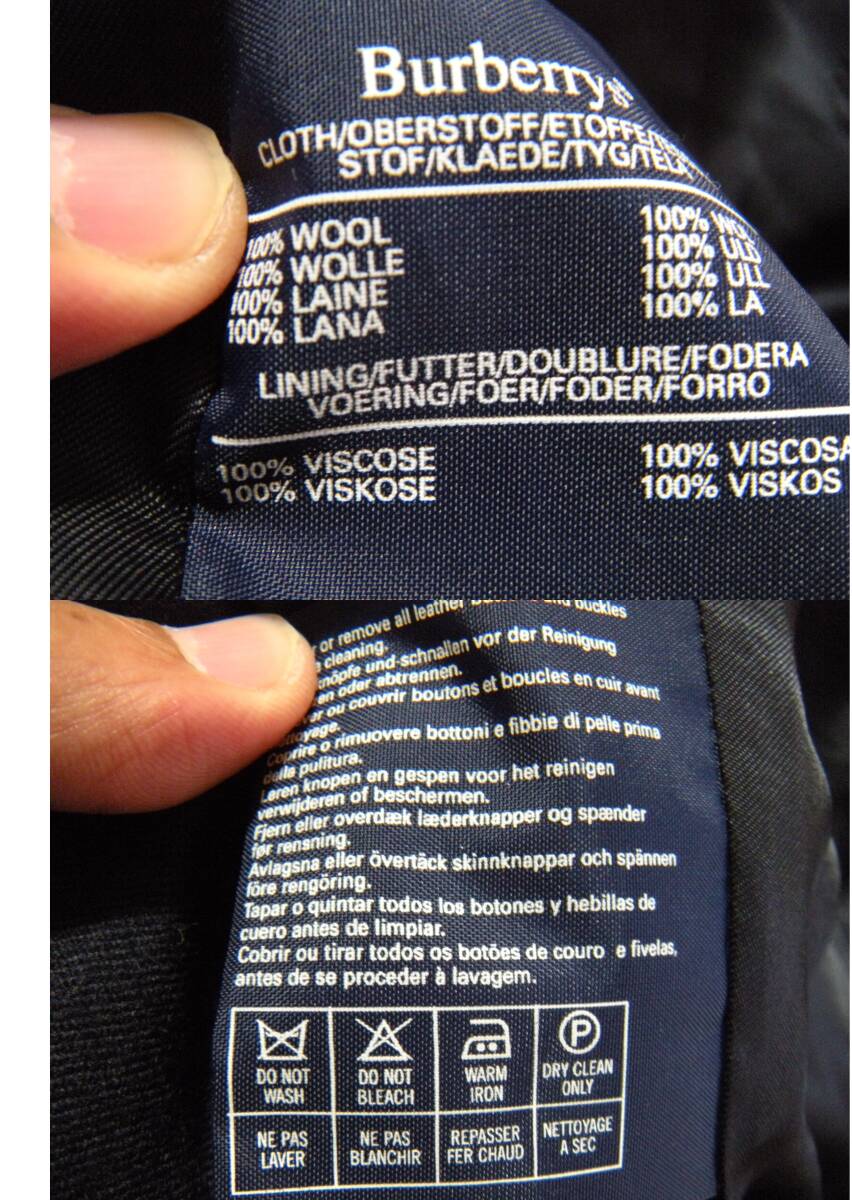 Burberrys
CLOTH/OBERSTOFF/ETOFFE/
STOF/KLAEDE/TYG/TELA
100% WOOL
100% WOLLE
100% LAINE
100% LANA
100%
100% ULD
100% ULL
100% LA
LINING/FUTTER/DOUBLURE/FODERA
VOERING/FOER/FODER/FORRO
100% VISCOSE
100% VISKOSE
100% VISCOSA
100% VISKOS
or remove all leather buckles
cleaning.
und-schnallen vor der Reinigung
oder abtrennen.
ou couvrir boutons et boucles en cuir avant
Coprire o rimuovere bottoni e fibbie di pelle prima
della pulitura.
Leren knopen en gespen voor het reinigen
verwijderen of beschermen.
Fjern eller overdæk læderknapper og spænder
før rensning.
Avlagsna eller övertäck skinnknappar och spännen
före rengöring.
Tapar o quintar todos los botones y hebillas de
cuero antes de limpiar.
Cobrir ou tirar todos os botões de couro e fivelas,
antes de se proceder à lavagem.
P
DO NOT
WASH
DO NOT
BLEACH
WARM
IRON
DRY CLEAN
ONLY
NE PAS
LAVER
NE PAS
BLANCHIR
REPASSER
FER CHAUD
NETTOYAGE
A SEC